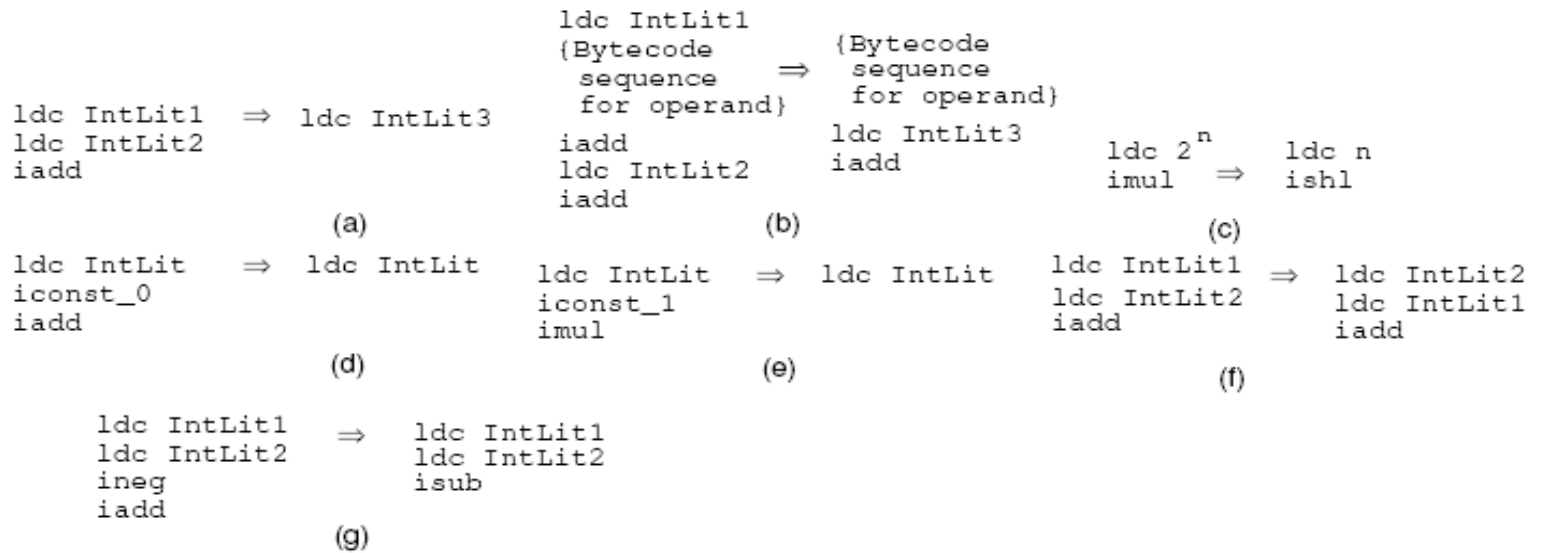 ldc IntLit1 ⇒ ldc IntLit3
ldc IntLit2
iadd
(a)
ldc IntLit1
{Bytecode
sequence
for operand}
iadd
ldc IntLit2
iadd
⇒
{Bytecode
sequence
for operand}
ldc IntLit3
iadd
(b)
ldc 2^n
imul
⇒
ldc n
ishl
(c)
ldc IntLit ⇒ ldc IntLit
iconst_0
iadd
(d)
ldc IntLit ⇒ ldc IntLit
iconst_1
imul
(e)
ldc IntLit1
ldc IntLit2
iadd
⇒
ldc IntLit2
ldc IntLit1
iadd
(f)
ldc IntLit1
ldc IntLit2
ineg
iadd
⇒
ldc IntLit1
ldc IntLit2
isub
(g)